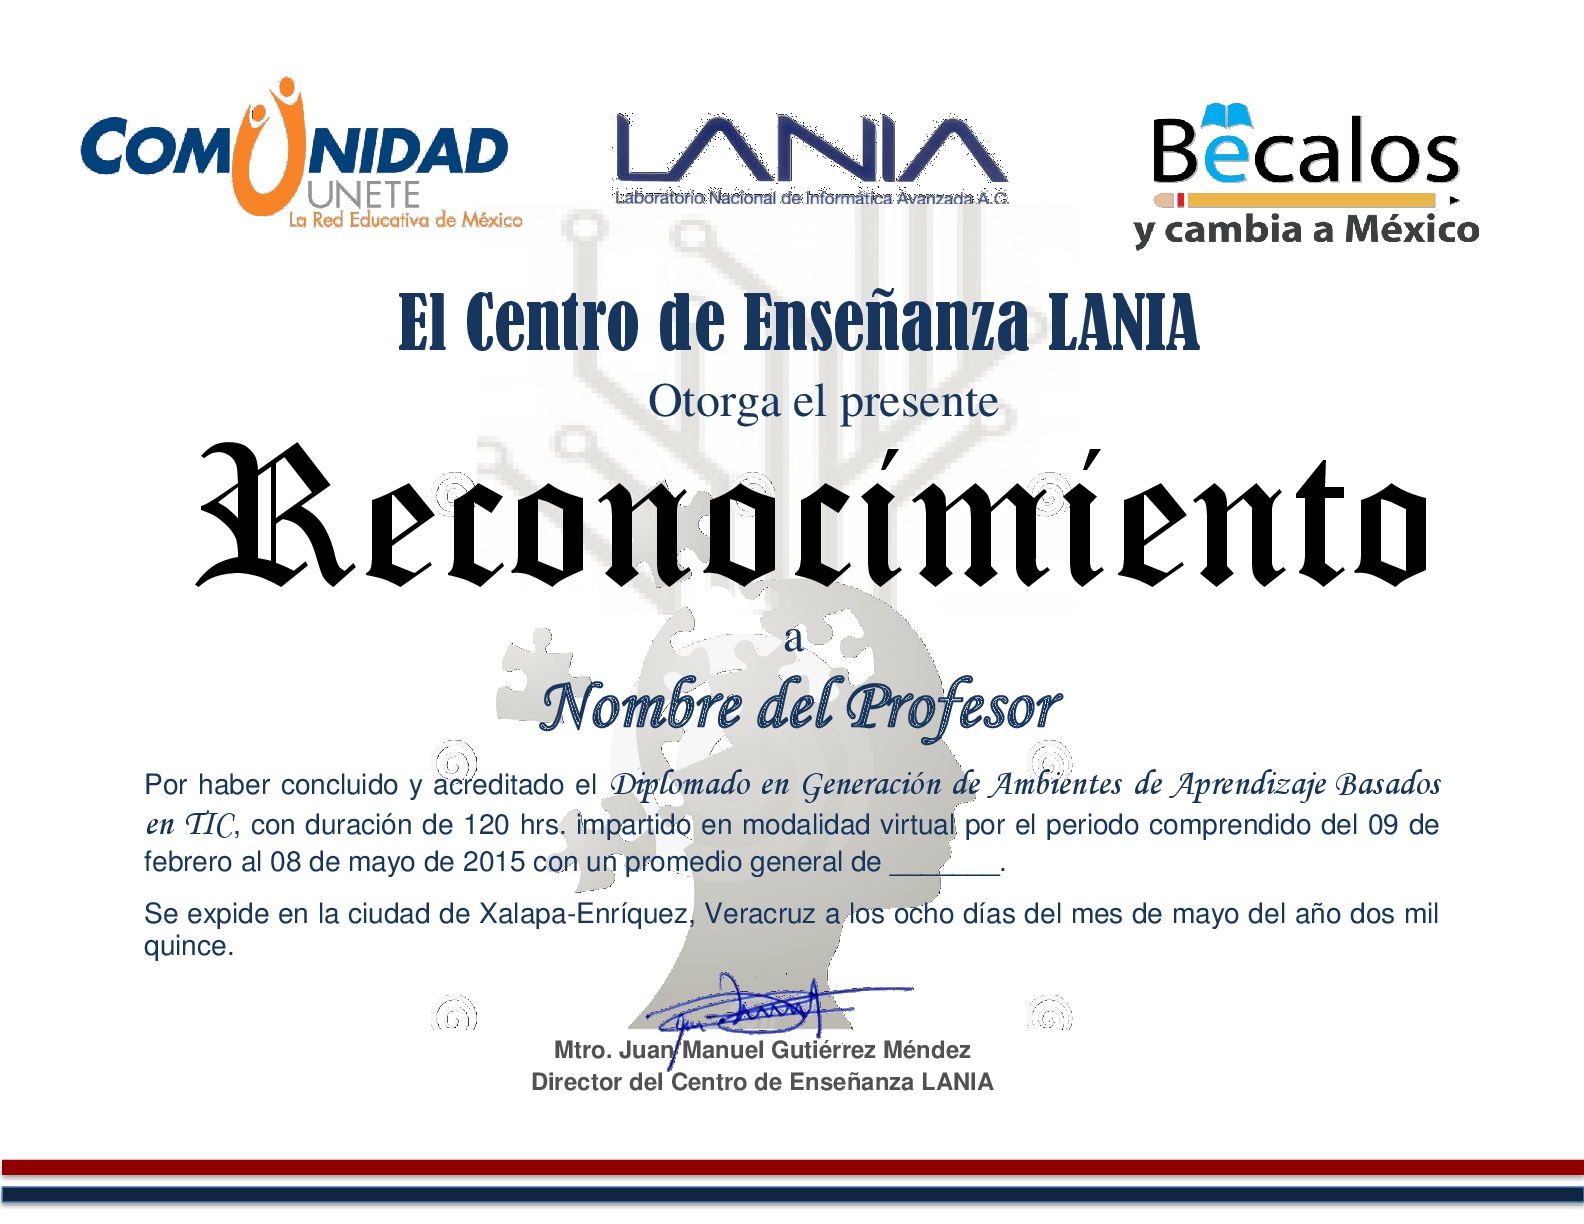 COMUNIDAD
UNETE
La Red Educativa de México
LANIA
Laboratorio Nacional de Informática Avanzada A.C.
Bécalos
y cambia a México
El Centro de Enseñanza LANIA
Otorga el presente
Reconocimiento
a
Nombre del Profesor
Por haber concluido y acreditado el Diplomado en Generación de Ambientes de Aprendizaje Basados
en TIC, con duración de 120 hrs. impartido en modalidad virtual por el periodo comprendido del 09 de
febrero al 08 de mayo de 2015 con un promedio general de _______.
Se expide en la ciudad de Xalapa-Enríquez, Veracruz a los ocho días del mes de mayo del año dos mil
quince.
Mtro. Juan Manuel Gutiérrez Méndez
Director del Centro de Enseñanza LANIA